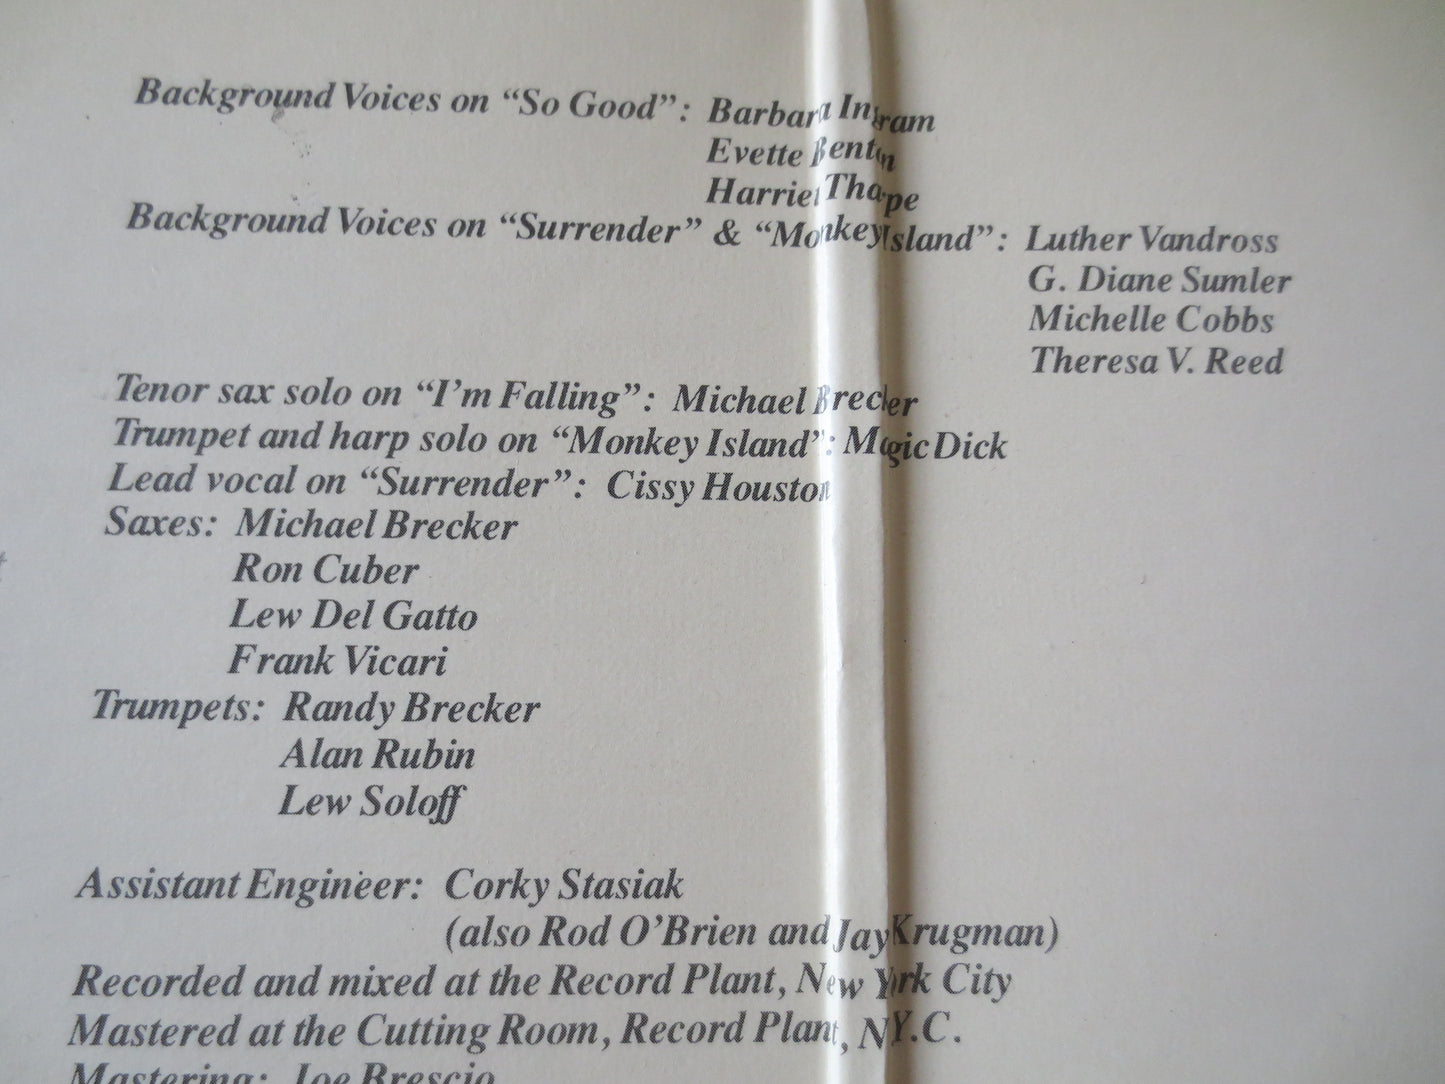 Background Voices on “So Good”: Barbara Ingram
Evette Benton
Harriet Tharpe
Background Voices on “Surrender” & “Monkey Island”: Luther Vandross
G. Diane Sumler
Michelle Cobbs
Theresa V. Reed
Tenor sax solo on “I’m Falling”: Michael Brecker
Trumpet and harp solo on “Monkey Island”: Magic Dick
Lead vocal on “Surrender”: Cissy Houston
Saxes: Michael Brecker
Ron Cuber
Lew Del Gatto
Frank Vicari
Trumpets: Randy Brecker
Alan Rubin
Lew Soloff
Assistant Engineer: Corky Stasiak
(also Rod O’Brien and Jay Krugman)
Recorded and mixed at the Record Plant, New York City
Mastered at the Cutting Room, Record Plant, N.Y.C.
Mastering: Joe Brescio